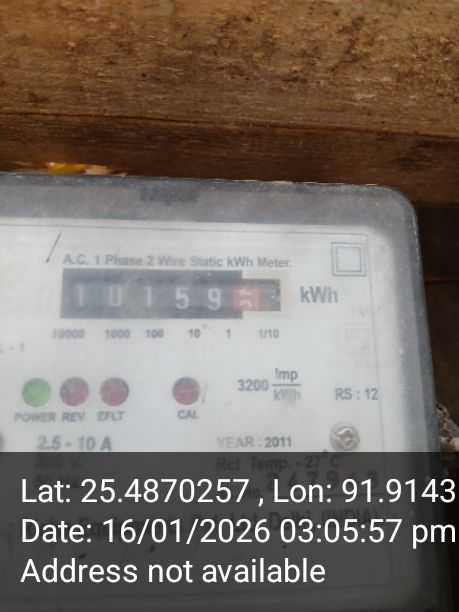 A.C. 1 Phase 2 Wire Static kWh Meter.
1 0 1 5 9 kWh
10000 1000 100 10 1 1/10
- 1
3200 Imp/kWh RS : 12
POWER REV. EFLT CAL
2.5 - 10 A YEAR : 2011
Ref Temp. - 27°C
Lat: 25.4870257 , Lon: 91.9143
Date: 16/01/2026 03:05:57 pm
Address not available